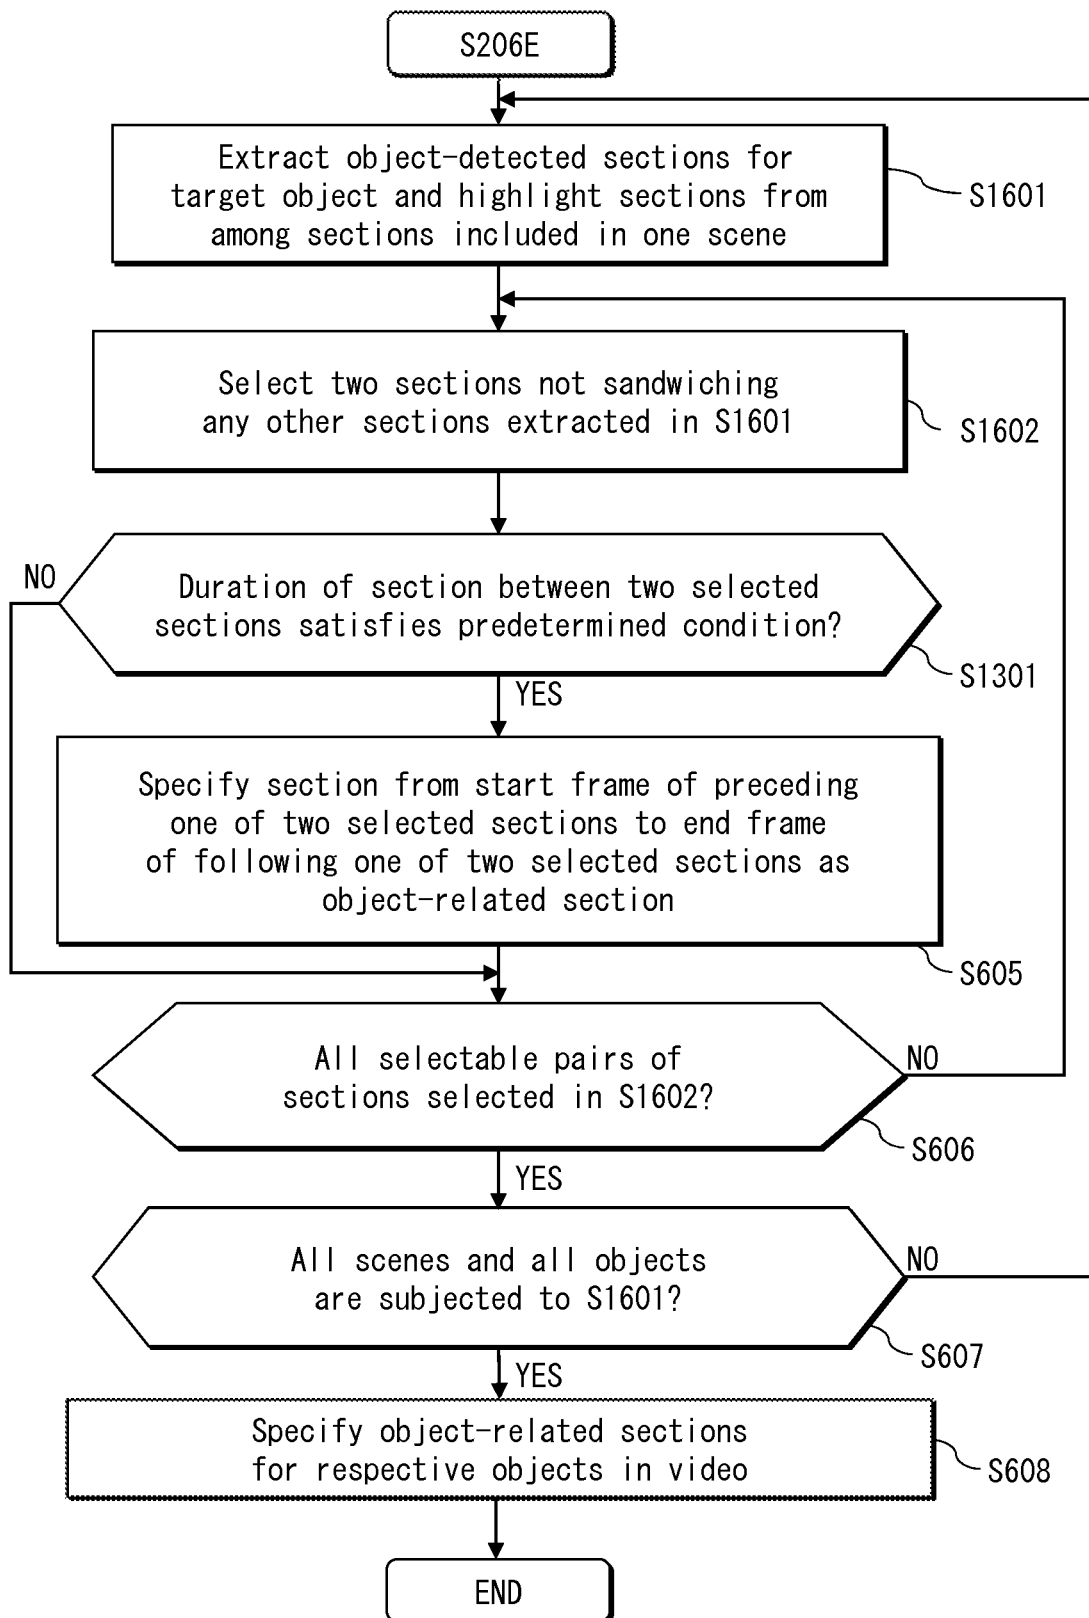 S206E
Extract object-detected sections for
target object and highlight sections from
among sections included in one scene
S1601
Select two sections not sandwiching
any other sections extracted in S1601
S1602
NO
Duration of section between two selected
sections satisfies predetermined condition?
S1301
YES
Specify section from start frame of preceding
one of two selected sections to end frame
of following one of two selected sections as
object-related section
S605
All selectable pairs of
sections selected in S1602?
NO
S606
YES
All scenes and all objects
are subjected to S1601?
NO
S607
YES
Specify object-related sections
for respective objects in video
S608
END